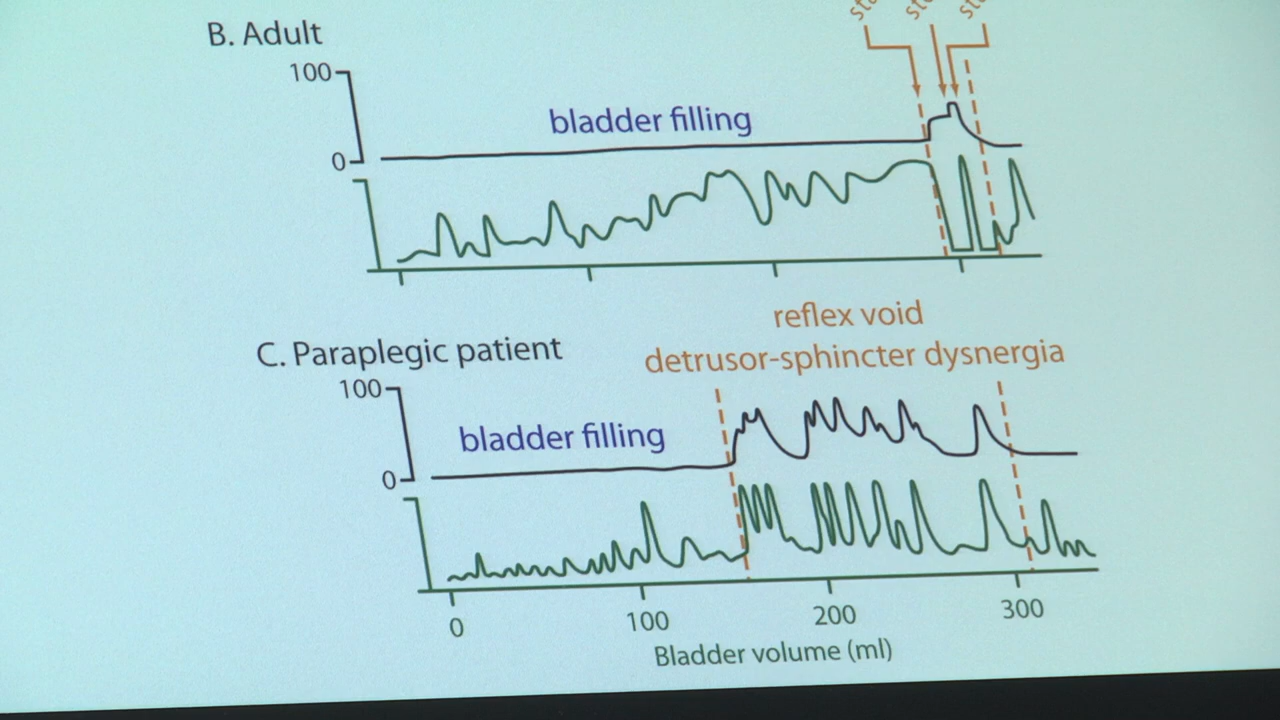 B. Adult
100
bladder filling
0
reflex void
C. Paraplegic patient
detrusor-sphincter dysnergia
100
bladder filling
0
0
100
200
300
Bladder volume (ml)